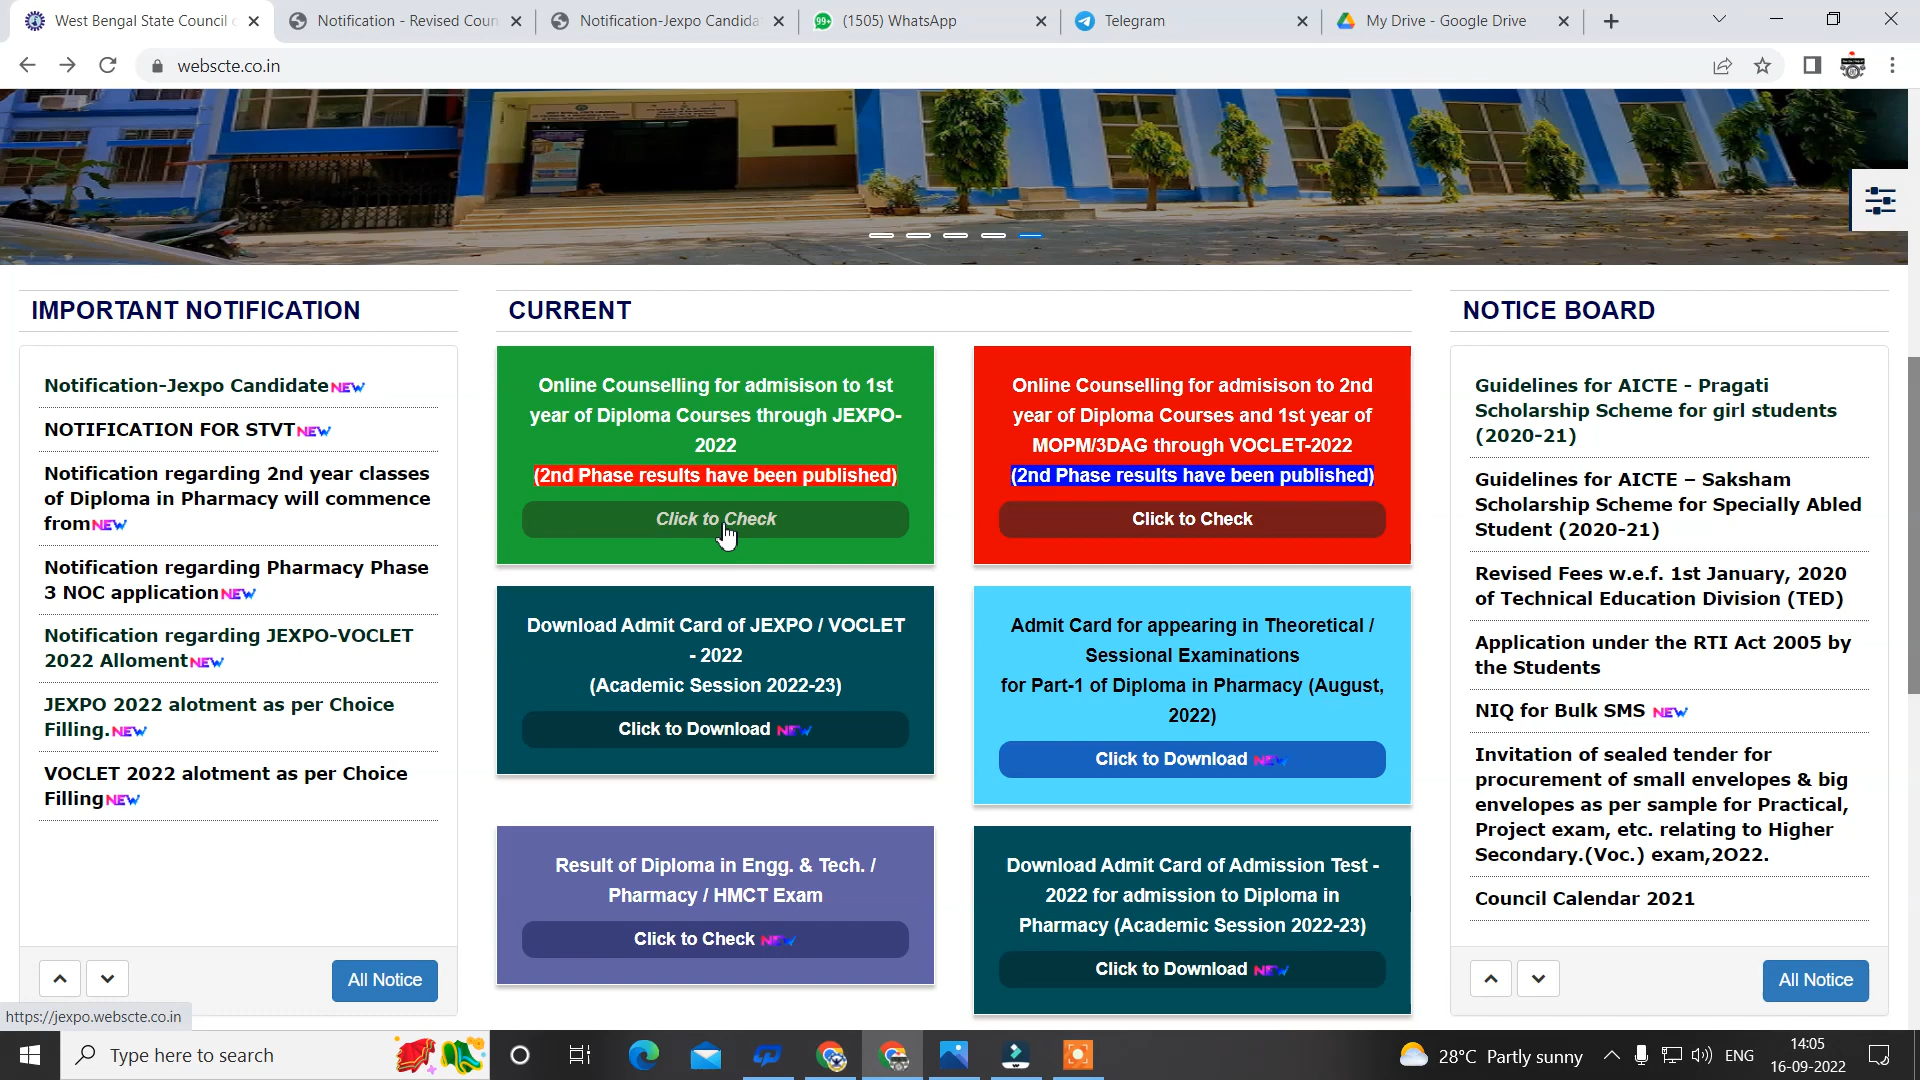 West Bengal State Council
Notification - Revised Coun
Notification-Jexpo Candidat
99+
(1505) WhatsApp
Telegram
My Drive - Google Drive
webscte.co.in
IMPORTANT NOTIFICATION
Notification-Jexpo Candidate NEW
NOTIFICATION FOR STVT NEW
Notification regarding 2nd year classes
of Diploma in Pharmacy will commence
from NEW
Notification regarding Pharmacy Phase
3 NOC application NEW
Notification regarding JEXPO-VOCLET
2022 Alloment NEW
JEXPO 2022 alotment as per Choice
Filling. NEW
VOCLET 2022 alotment as per Choice
Filling NEW
All Notice
CURRENT
Online Counselling for admisison to 1st
year of Diploma Courses through JEXPO-
2022
(2nd Phase results have been published)
Click to Check
Online Counselling for admisison to 2nd
year of Diploma Courses and 1st year of
MOPM/3DAG through VOCLET-2022
(2nd Phase results have been published)
Click to Check
Download Admit Card of JEXPO / VOCLET
- 2022
(Academic Session 2022-23)
Click to Download NEW
Admit Card for appearing in Theoretical /
Sessional Examinations
for Part-1 of Diploma in Pharmacy (August,
2022)
Click to Download NEW
Result of Diploma in Engg. & Tech. /
Pharmacy / HMCT Exam
Click to Check NEW
Download Admit Card of Admission Test -
2022 for admission to Diploma in
Pharmacy (Academic Session 2022-23)
Click to Download NEW
NOTICE BOARD
Guidelines for AICTE - Pragati
Scholarship Scheme for girl students
(2020-21)
Guidelines for AICTE – Saksham
Scholarship Scheme for Specially Abled
Student (2020-21)
Revised Fees w.e.f. 1st January, 2020
of Technical Education Division (TED)
Application under the RTI Act 2005 by
the Students
NIQ for Bulk SMS NEW
Invitation of sealed tender for
procurement of small envelopes & big
envelopes as per sample for Practical,
Project exam, etc. relating to Higher
Secondary.(Voc.) exam,2O22.
Council Calendar 2021
All Notice
https://jexpo.webscte.co.in
Type here to search
28°C Partly sunny
ENG
14:05
16-09-2022